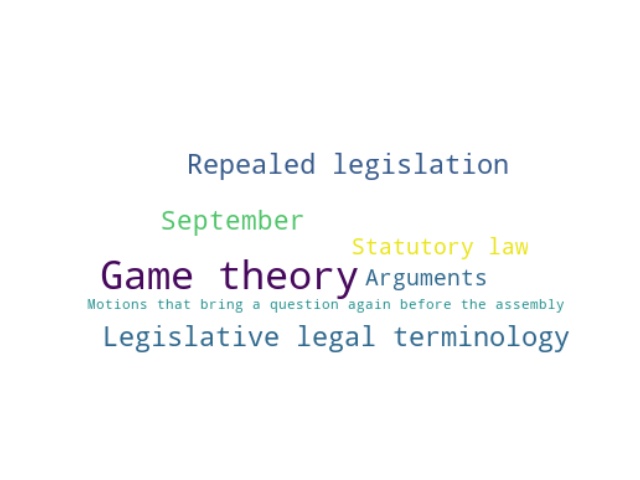 Repealed legislation
September
Statutory law
Game theory
Arguments
Motions that bring a question again before the assembly
Legislative legal terminology